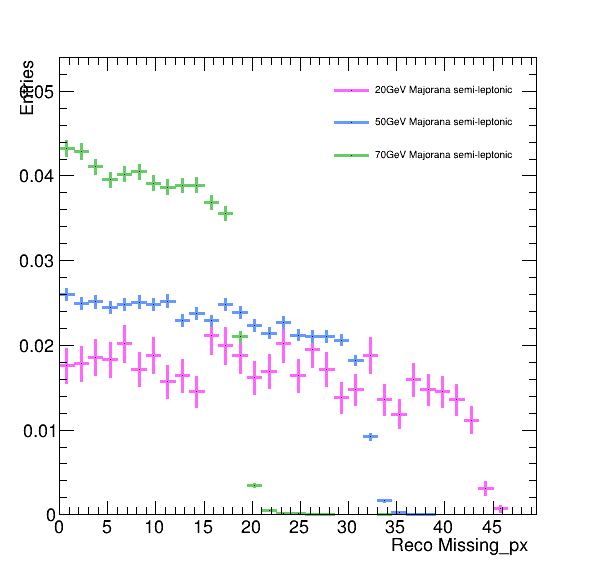 Entries
0.05
0.04
0.03
0.02
0.01
0
20GeV Majorana semi-leptonic
50GeV Majorana semi-leptonic
70GeV Majorana semi-leptonic
0 5 10 15 20 25 30 35 40 45
Reco Missing_px